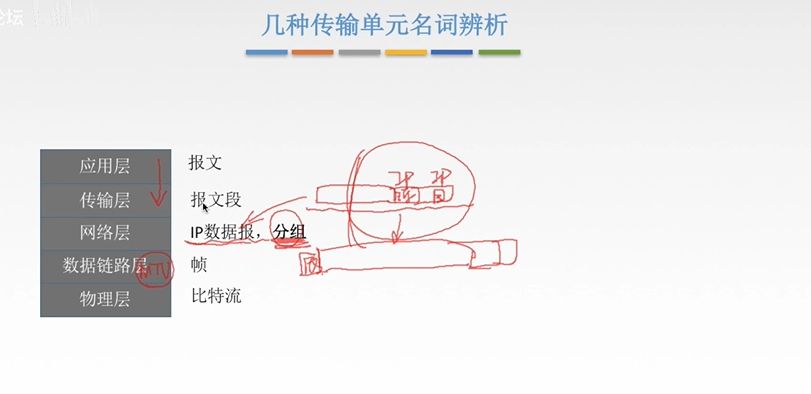 论坛
几种传输单元名词辨析
应用层 报文
传输层 报文段
网络层 IP数据报，分组
数据链路层 帧
物理层 比特流
MTU
IP IP